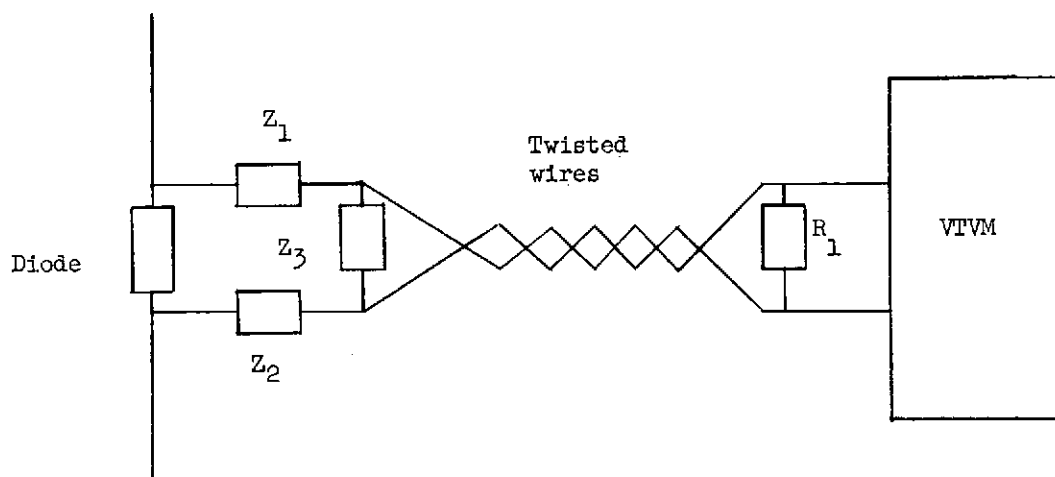 Z1
Twisted
wires
Diode
Z3
R1
VTVM
Z2